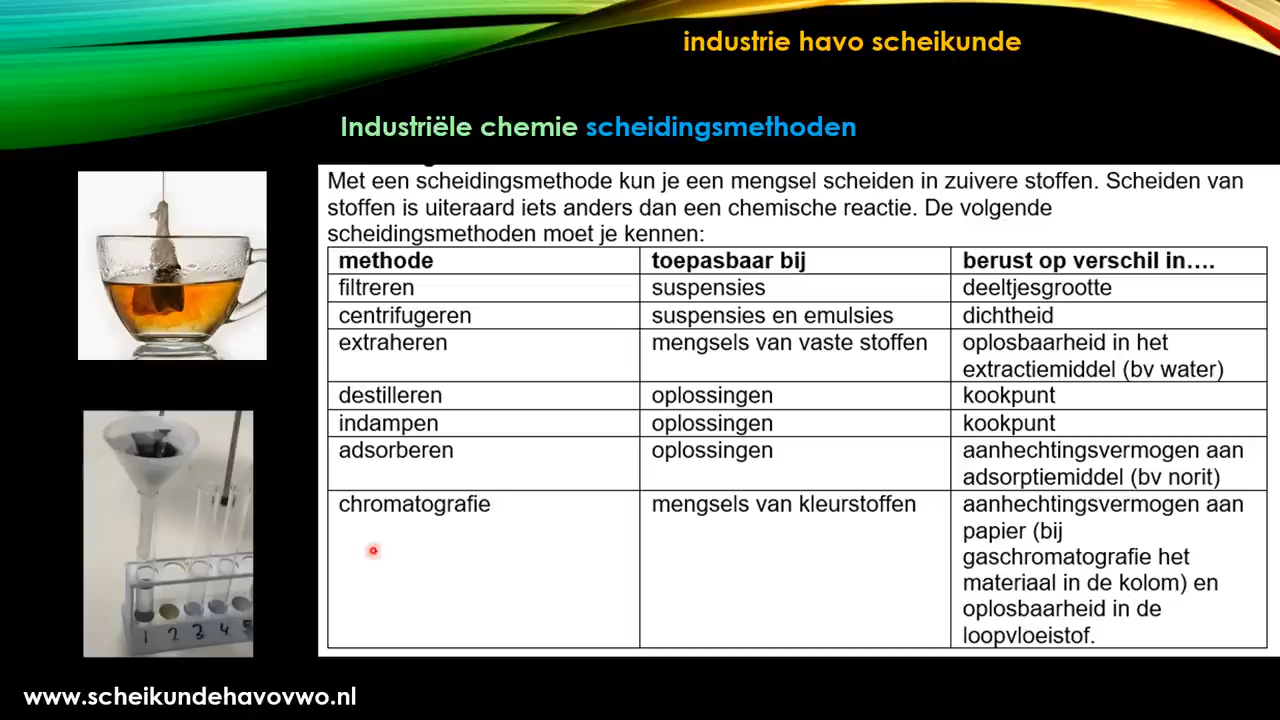 industrie havo scheikunde
Industriële chemie scheidingsmethoden
Met een scheidingsmethode kun je een mengsel scheiden in zuivere stoffen. Scheiden van
stoffen is uiteraard iets anders dan een chemische reactie. De volgende
scheidingsmethoden moet je kennen:
methode toepasbaar bij berust op verschil in….
filtreren suspensies deeltjesgrootte
centrifugeren suspensies en emulsies dichtheid
extraheren mengsels van vaste stoffen oplosbaarheid in het
extractiemiddel (bv water)
destilleren oplossingen kookpunt
indampen oplossingen kookpunt
adsorberen oplossingen aanhechtingsvermogen aan
adsorptiemiddel (bv norit)
chromatografie mengsels van kleurstoffen aanhechtingsvermogen aan
papier (bij
gaschromatografie het
materiaal in de kolom) en
oplosbaarheid in de
loopvloeistof.
1 2 3 4
www.scheikundehavovwo.nl